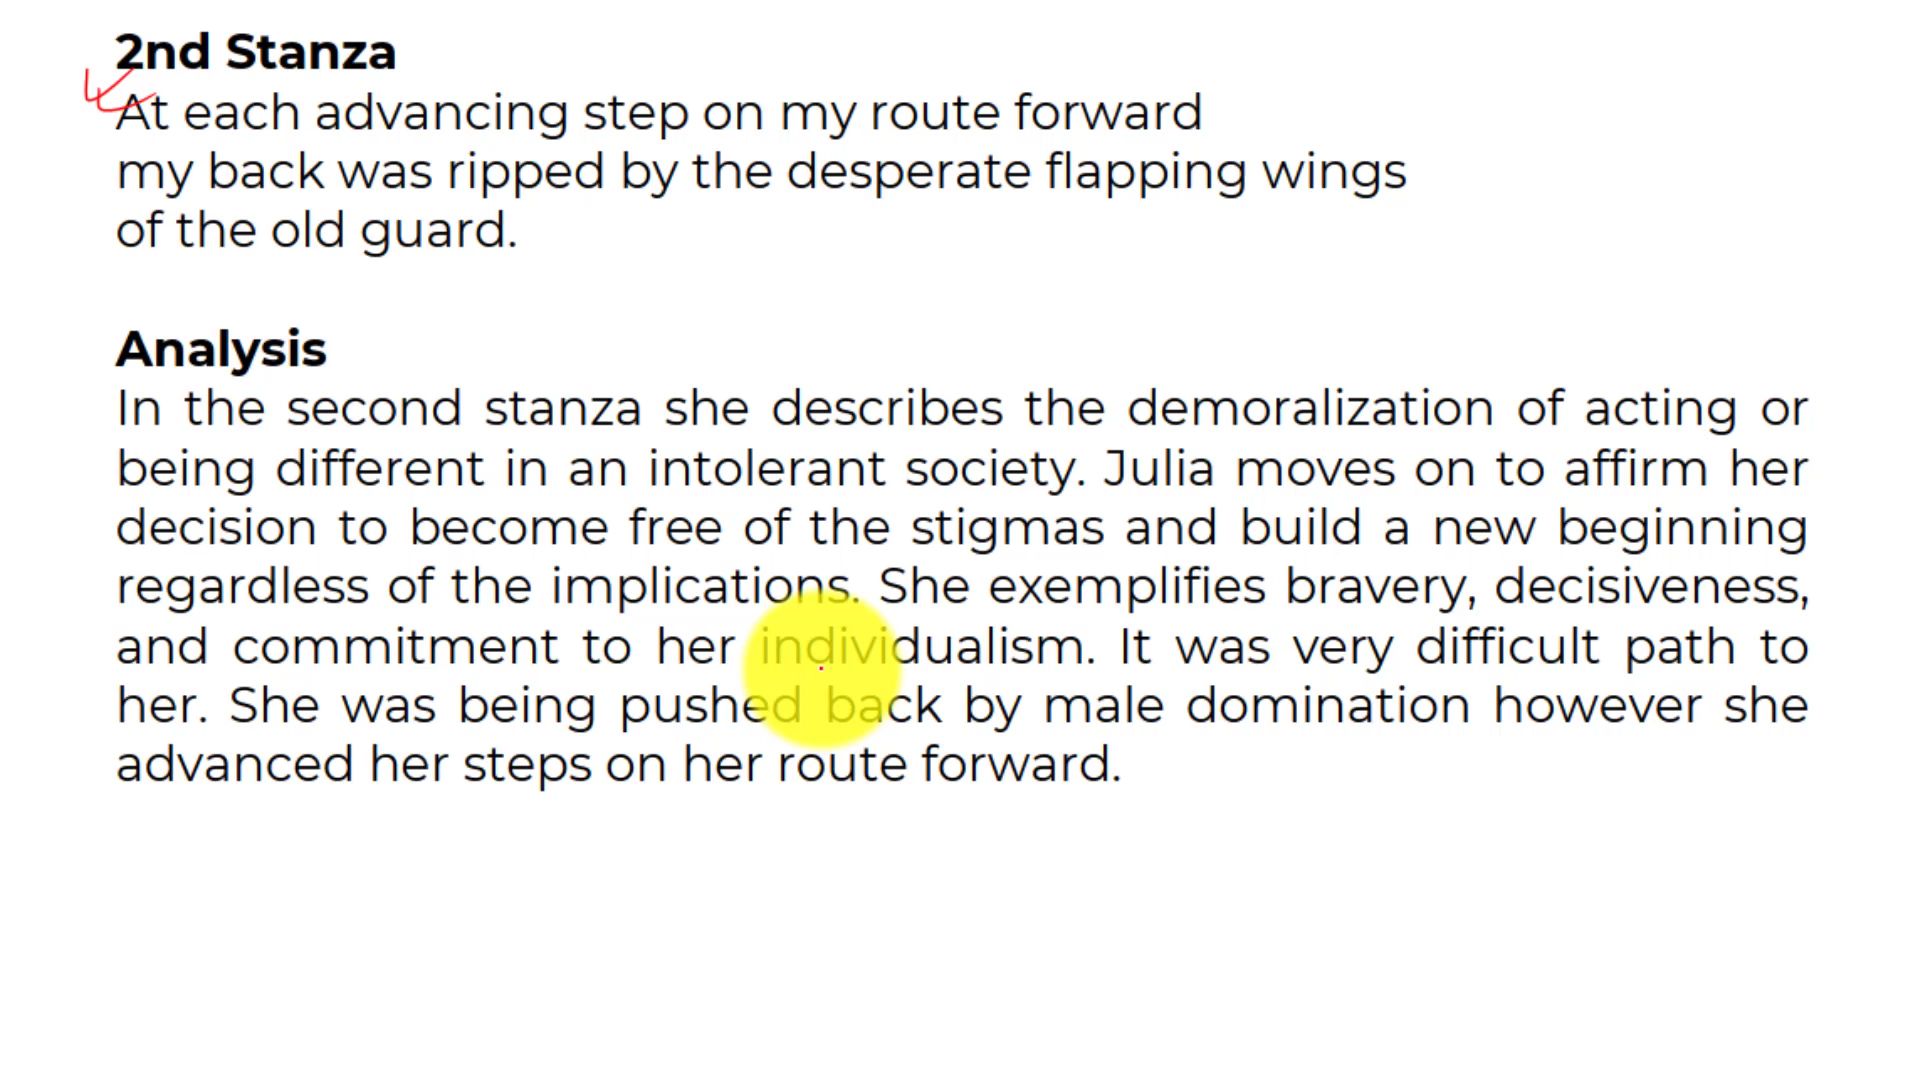 2nd Stanza
At each advancing step on my route forward
my back was ripped by the desperate flapping wings
of the old guard.
Analysis
In the second stanza she describes the demoralization of acting or
being different in an intolerant society. Julia moves on to affirm her
decision to become free of the stigmas and build a new beginning
regardless of the implications. She exemplifies bravery, decisiveness,
and commitment to her individualism. It was very difficult path to
her. She was being pushed back by male domination however she
advanced her steps on her route forward.